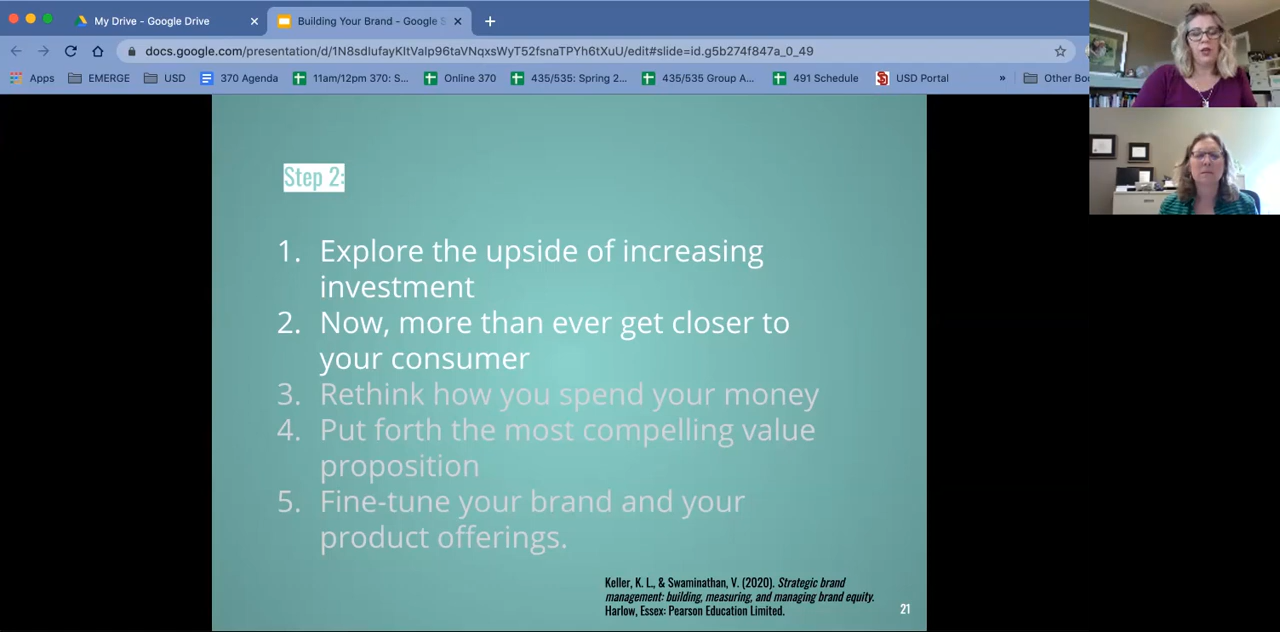 My Drive - Google Drive
Building Your Brand - Google S
docs.google.com/presentation/d/1N8sdIufayKItValp96taVNqxsWyT52fsnaTPYh6tXuU/edit#slide=id.g5b274f847a_0_49
Apps EMERGE USD 370 Agenda 11am/12pm 370: S... Online 370 435/535: Spring 2... 435/535 Group A... 491 Schedule USD Portal » Other Bo
Step 2:
1. Explore the upside of increasing
investment
2. Now, more than ever get closer to
your consumer
3. Rethink how you spend your money
4. Put forth the most compelling value
proposition
5. Fine-tune your brand and your
product offerings.
Keller, K. L., & Swaminathan, V. (2020). Strategic brand
management: building, measuring, and managing brand equity.
Harlow, Essex: Pearson Education Limited.
21